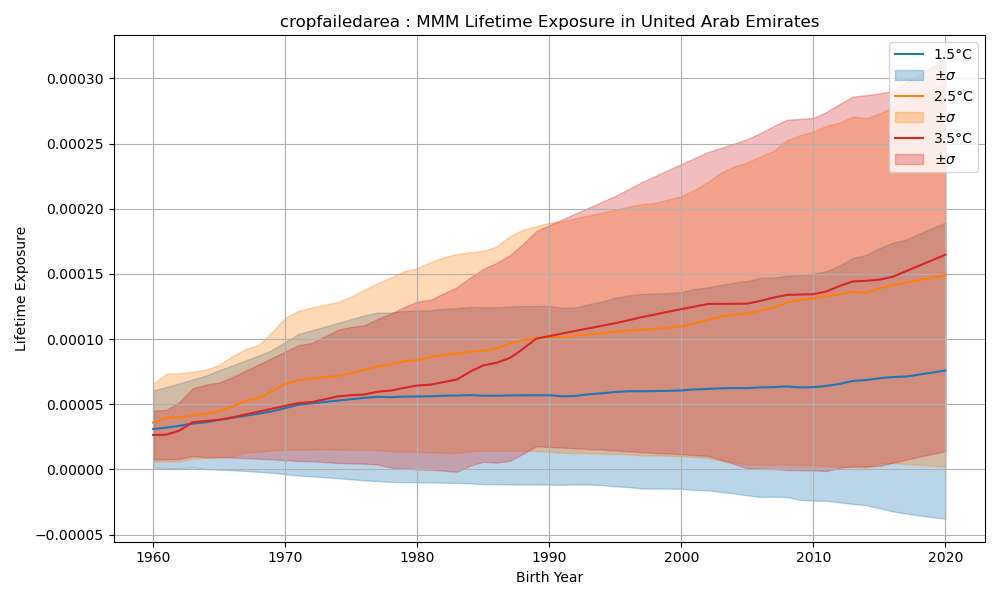 cropfailedarea : MMM Lifetime Exposure in United Arab Emirates
1.5°C
±σ
2.5°C
±σ
3.5°C
±σ
0.00030
0.00025
0.00020
0.00015
0.00010
0.00005
0.00000
−0.00005
Lifetime Exposure
1960 1970 1980 1990 2000 2010 2020
Birth Year